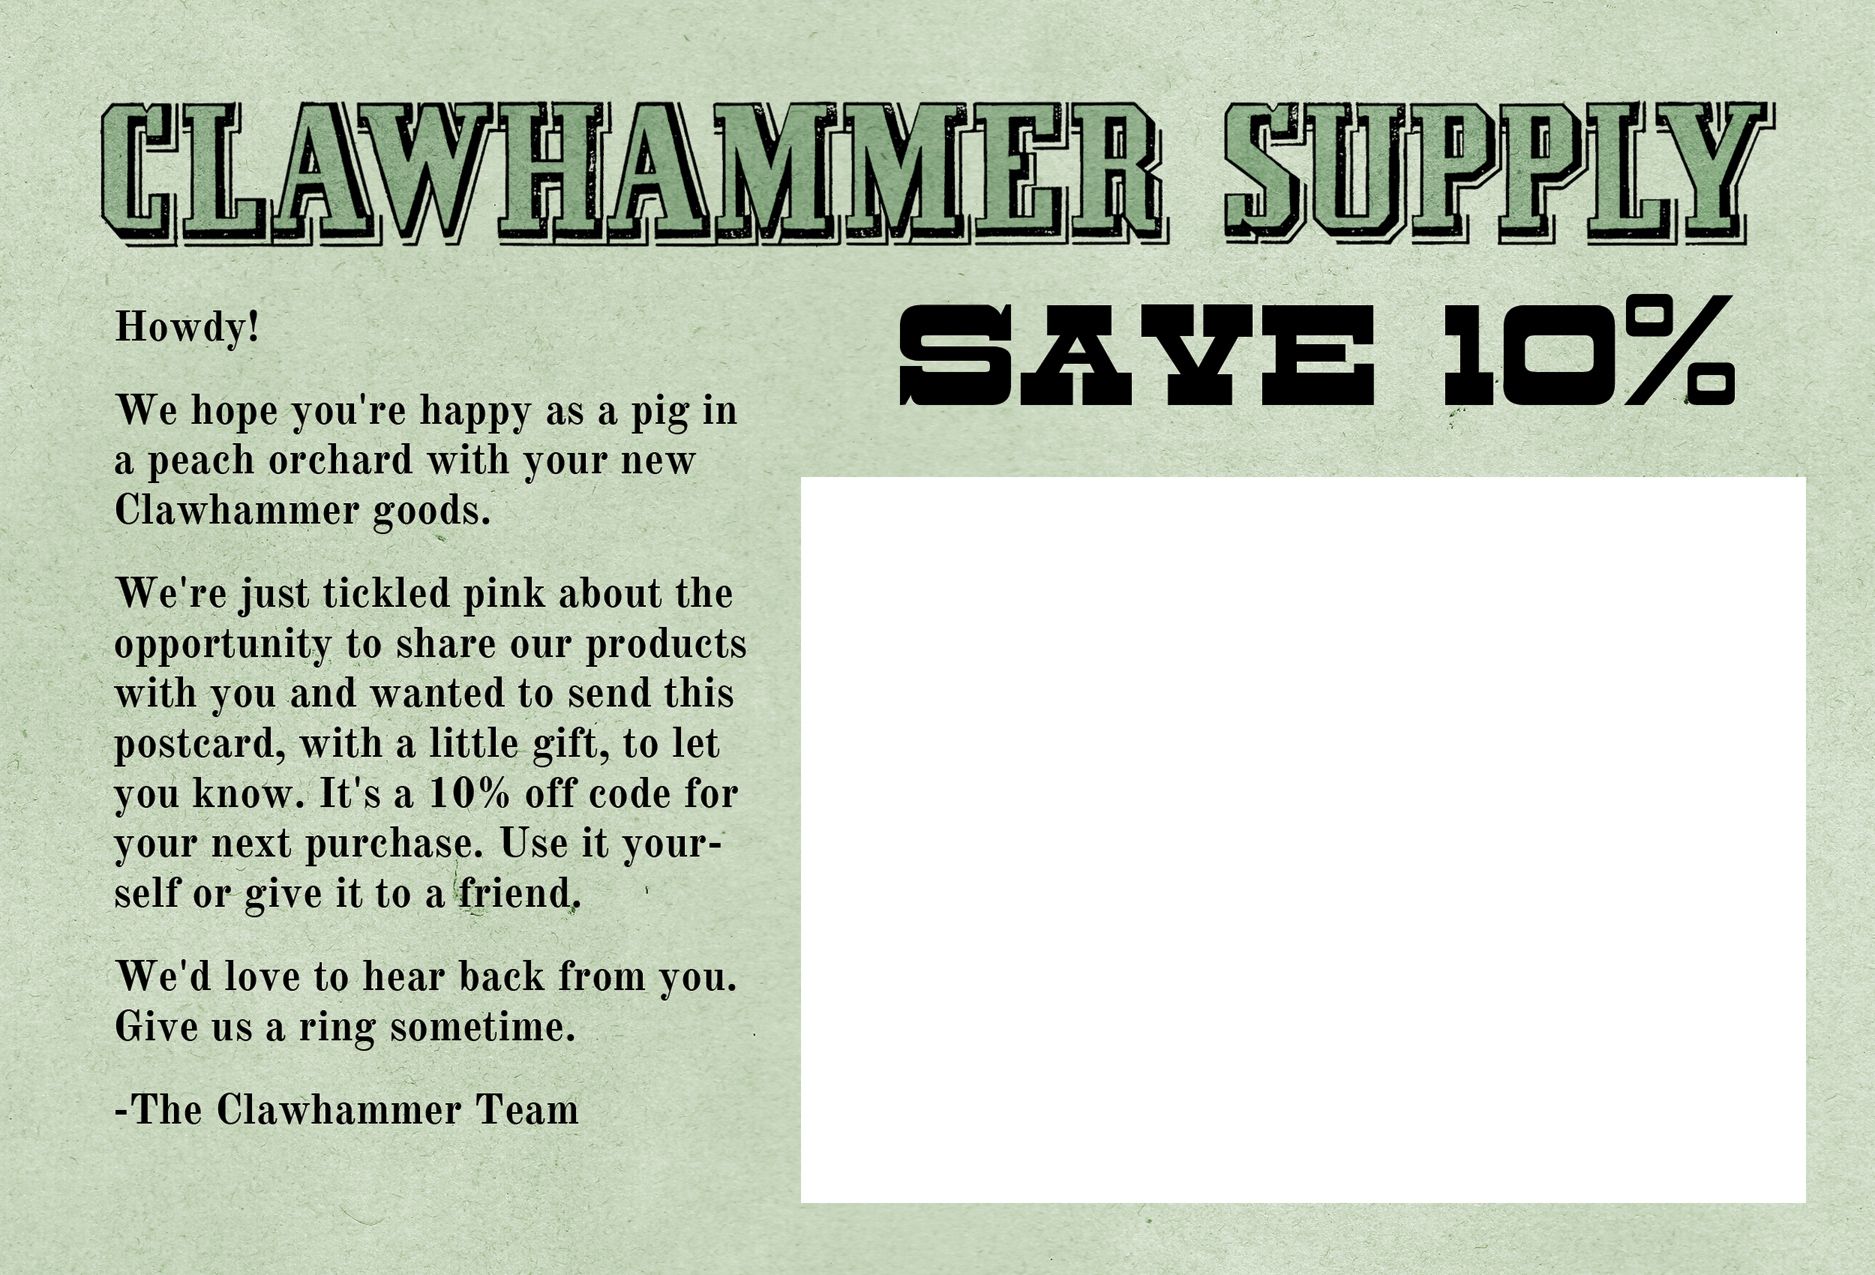 CLAWHAMMER SUPPLY
Howdy!
We hope you're happy as a pig in
a peach orchard with your new
Clawhammer goods.
We're just tickled pink about the
opportunity to share our products
with you and wanted to send this
postcard, with a little gift, to let
you know. It's a 10% off code for
your next purchase. Use it your-
self or give it to a friend.
We'd love to hear back from you.
Give us a ring sometime.
-The Clawhammer Team
SAVE 10%